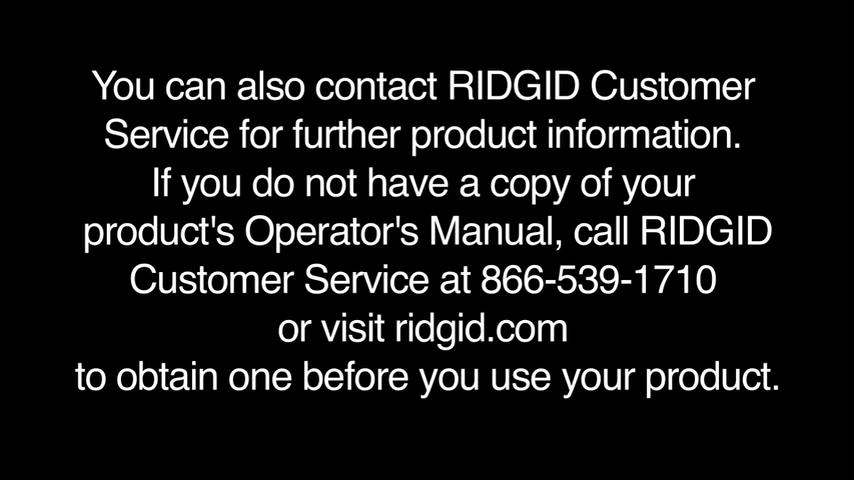 You can also contact RIDGID Customer
Service for further product information.
If you do not have a copy of your
product's Operator's Manual, call RIDGID
Customer Service at 866-539-1710
or visit ridgid.com
to obtain one before you use your product.